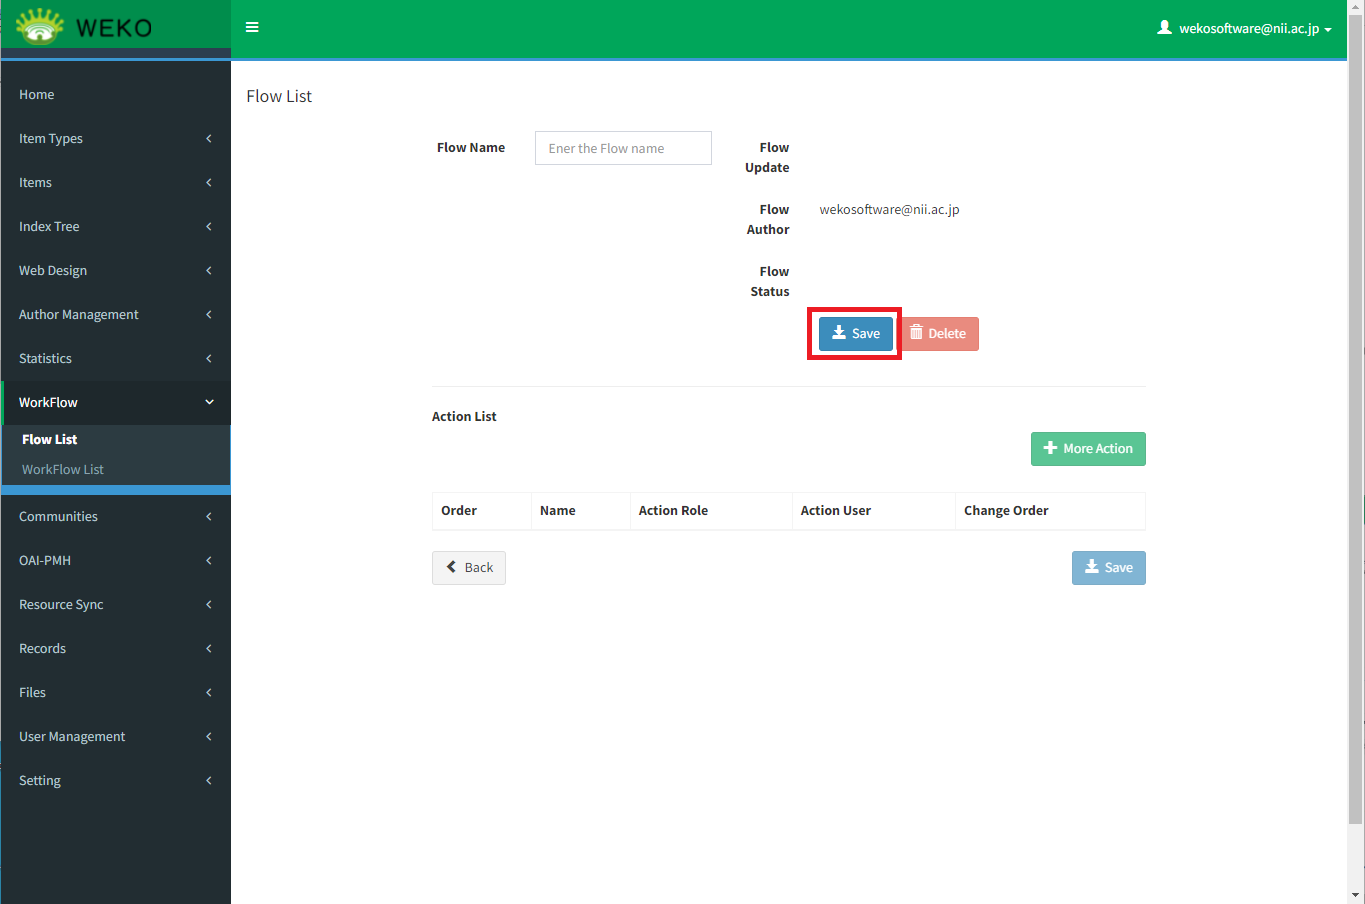 WEKO
wekosoftware@nii.ac.jp
Home
Item Types
Items
Index Tree
Web Design
Author Management
Statistics
WorkFlow
Flow List
WorkFlow List
Communities
OAI-PMH
Resource Sync
Records
Files
User Management
Setting
Flow List
Flow Name
Ener the Flow name
Flow
Update
Flow
Author
wekosoftware@nii.ac.jp
Flow
Status
Save
Delete
Action List
More Action
Order Name Action Role Action User Change Order
Back
Save